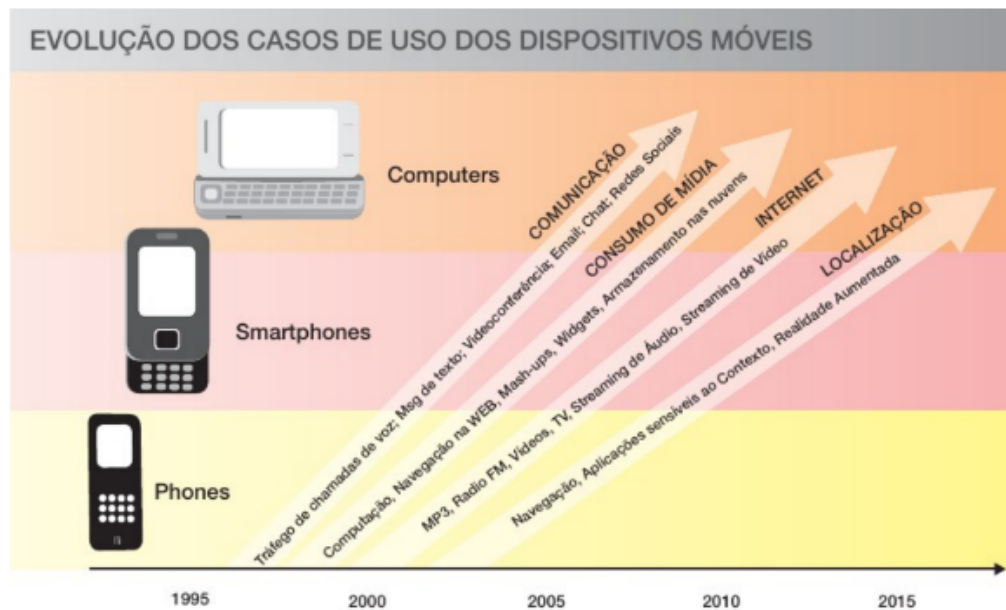 EVOLUÇÃO DOS CASOS DE USO DOS DISPOSITIVOS MÓVEIS
Computers
Smartphones
Phones
COMUNICAÇÃO
Tráfego de chamadas de voz; Msg de texto; Videoconferência; Email; Chat; Redes Sociais
CONSUMO DE MÍDIA
Computação, Navegação na WEB, Mash-ups, Widgets, Armazenamento nas nuvens
INTERNET
MP3, Radio FM, Vídeos, TV, Streaming de Áudio, Streaming de Vídeo
LOCALIZAÇÃO
Navegação, Aplicações sensíveis ao Contexto, Realidade Aumentada
1995 2000 2005 2010 2015